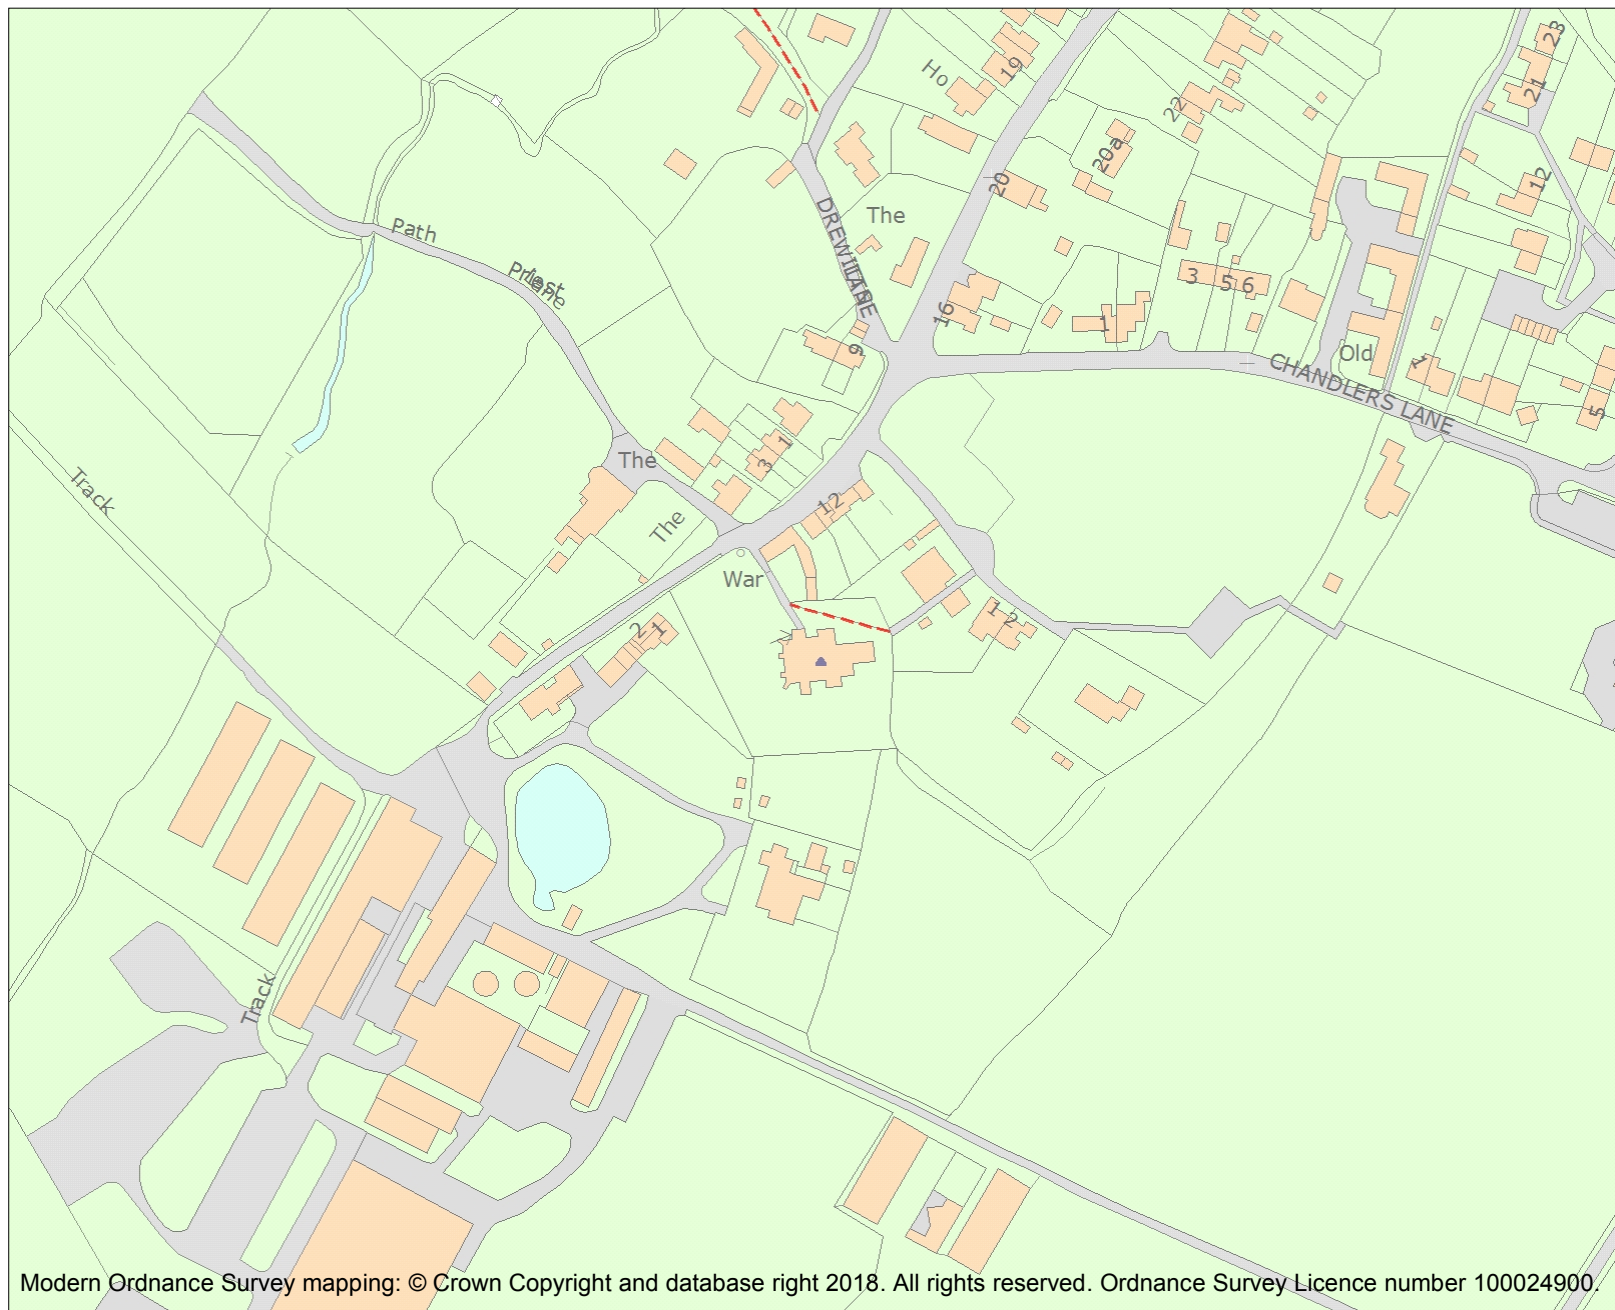 23
Ho
19
21
22
20a
12
20
The
DREWITTS
LANE
Path
Priest
Lane
3 5 6
16
1
9
Old
1
CHANDLERS LANE
5
1
3
The
12
Track
The
War
1 2
2 1
Track
Modern Ordnance Survey mapping: © Crown Copyright and database right 2018. All rights reserved. Ordnance Survey Licence number 100024900.